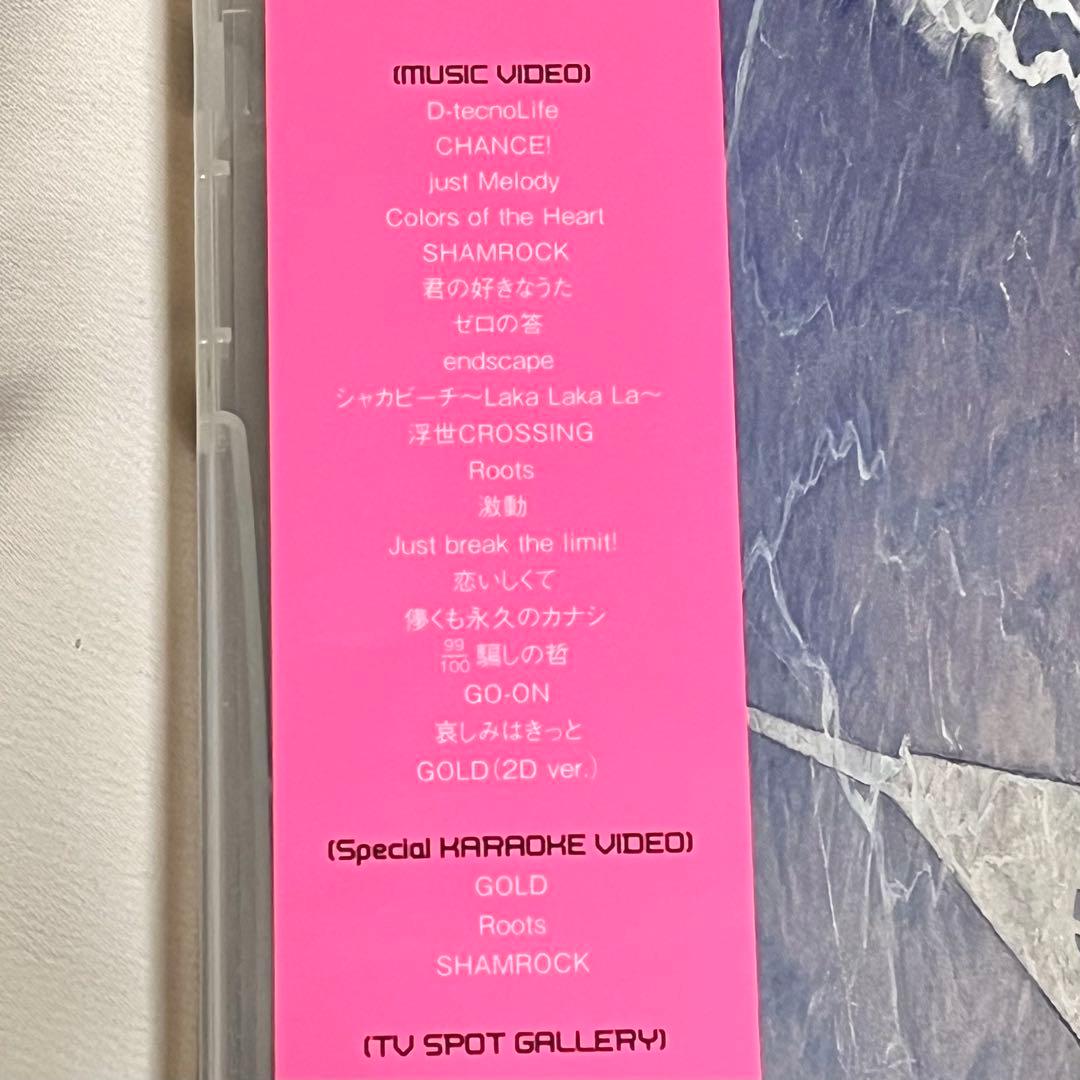 (MUSIC VIDEO)
D-tecnoLife
CHANCE!
just Melody
Colors of the Heart
SHAMROCK
君の好きなうた
ゼロの答
endscape
シャカビーチ〜Laka Laka La〜
浮世CROSSING
Roots
激動
Just break the limit!
恋いしくて
儚くも永久のカナシ
99/100 騙しの哲
GO-ON
哀しみはきっと
GOLD(2D ver.)
(Special KARAOKE VIDEO)
GOLD
Roots
SHAMROCK
(TV SPOT GALLERY)